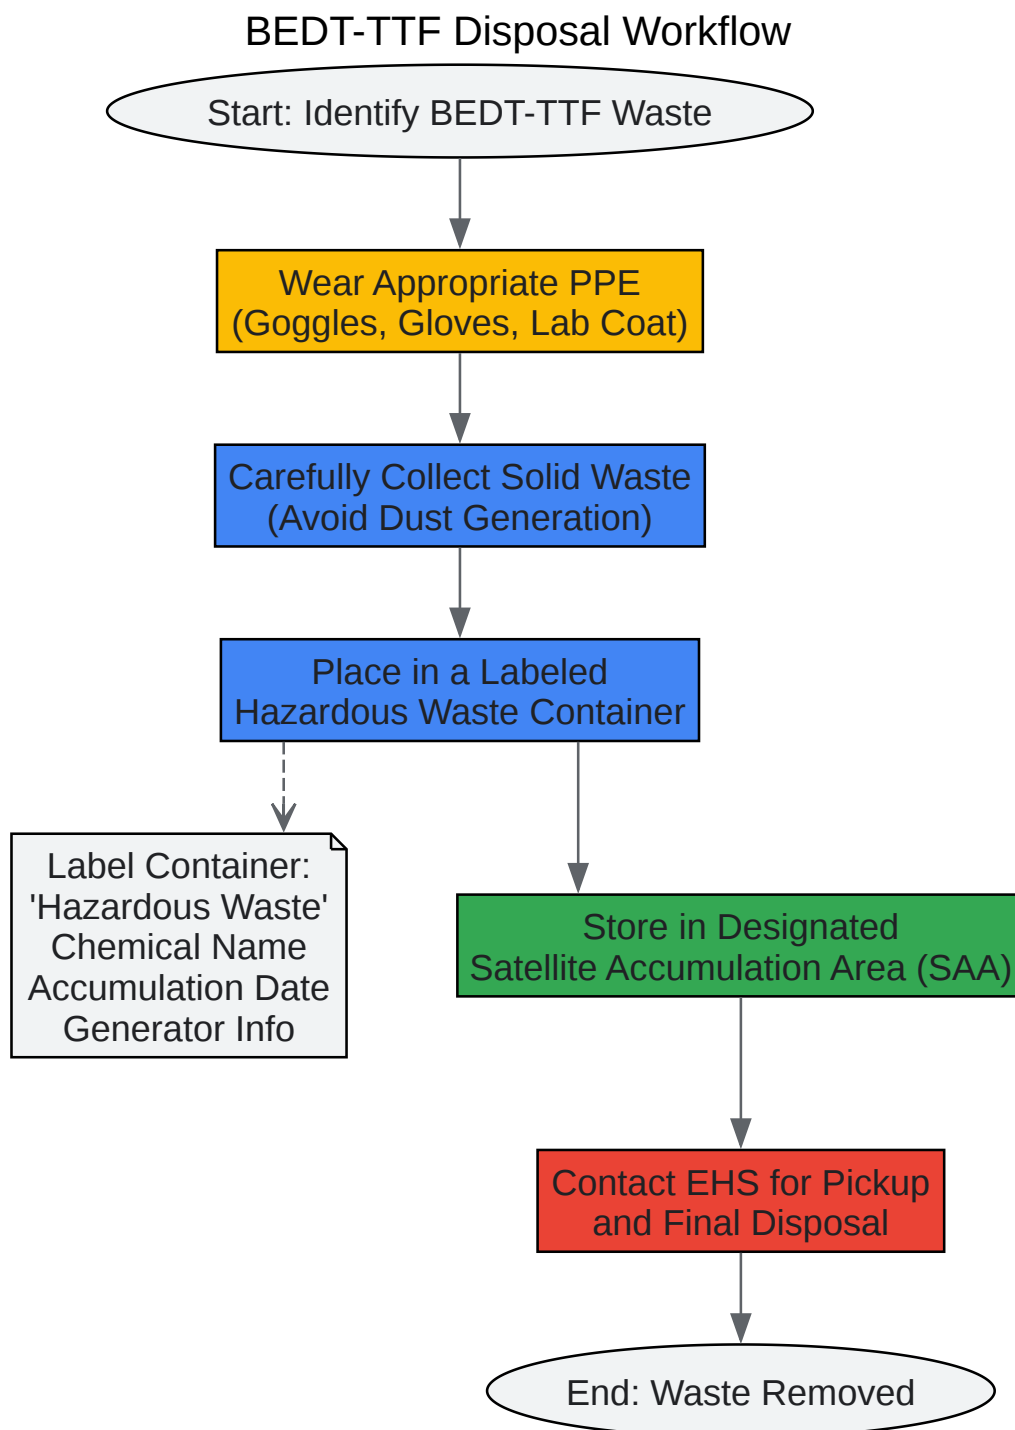 BEDT-TTF Disposal Workflow
Start: Identify BEDT-TTF Waste
Wear Appropriate PPE
(Goggles, Gloves, Lab Coat)
Carefully Collect Solid Waste
(Avoid Dust Generation)
Place in a Labeled
Hazardous Waste Container
Label Container:
'Hazardous Waste'
Chemical Name
Accumulation Date
Generator Info
Store in Designated
Satellite Accumulation Area (SAA)
Contact EHS for Pickup
and Final Disposal
End: Waste Removed